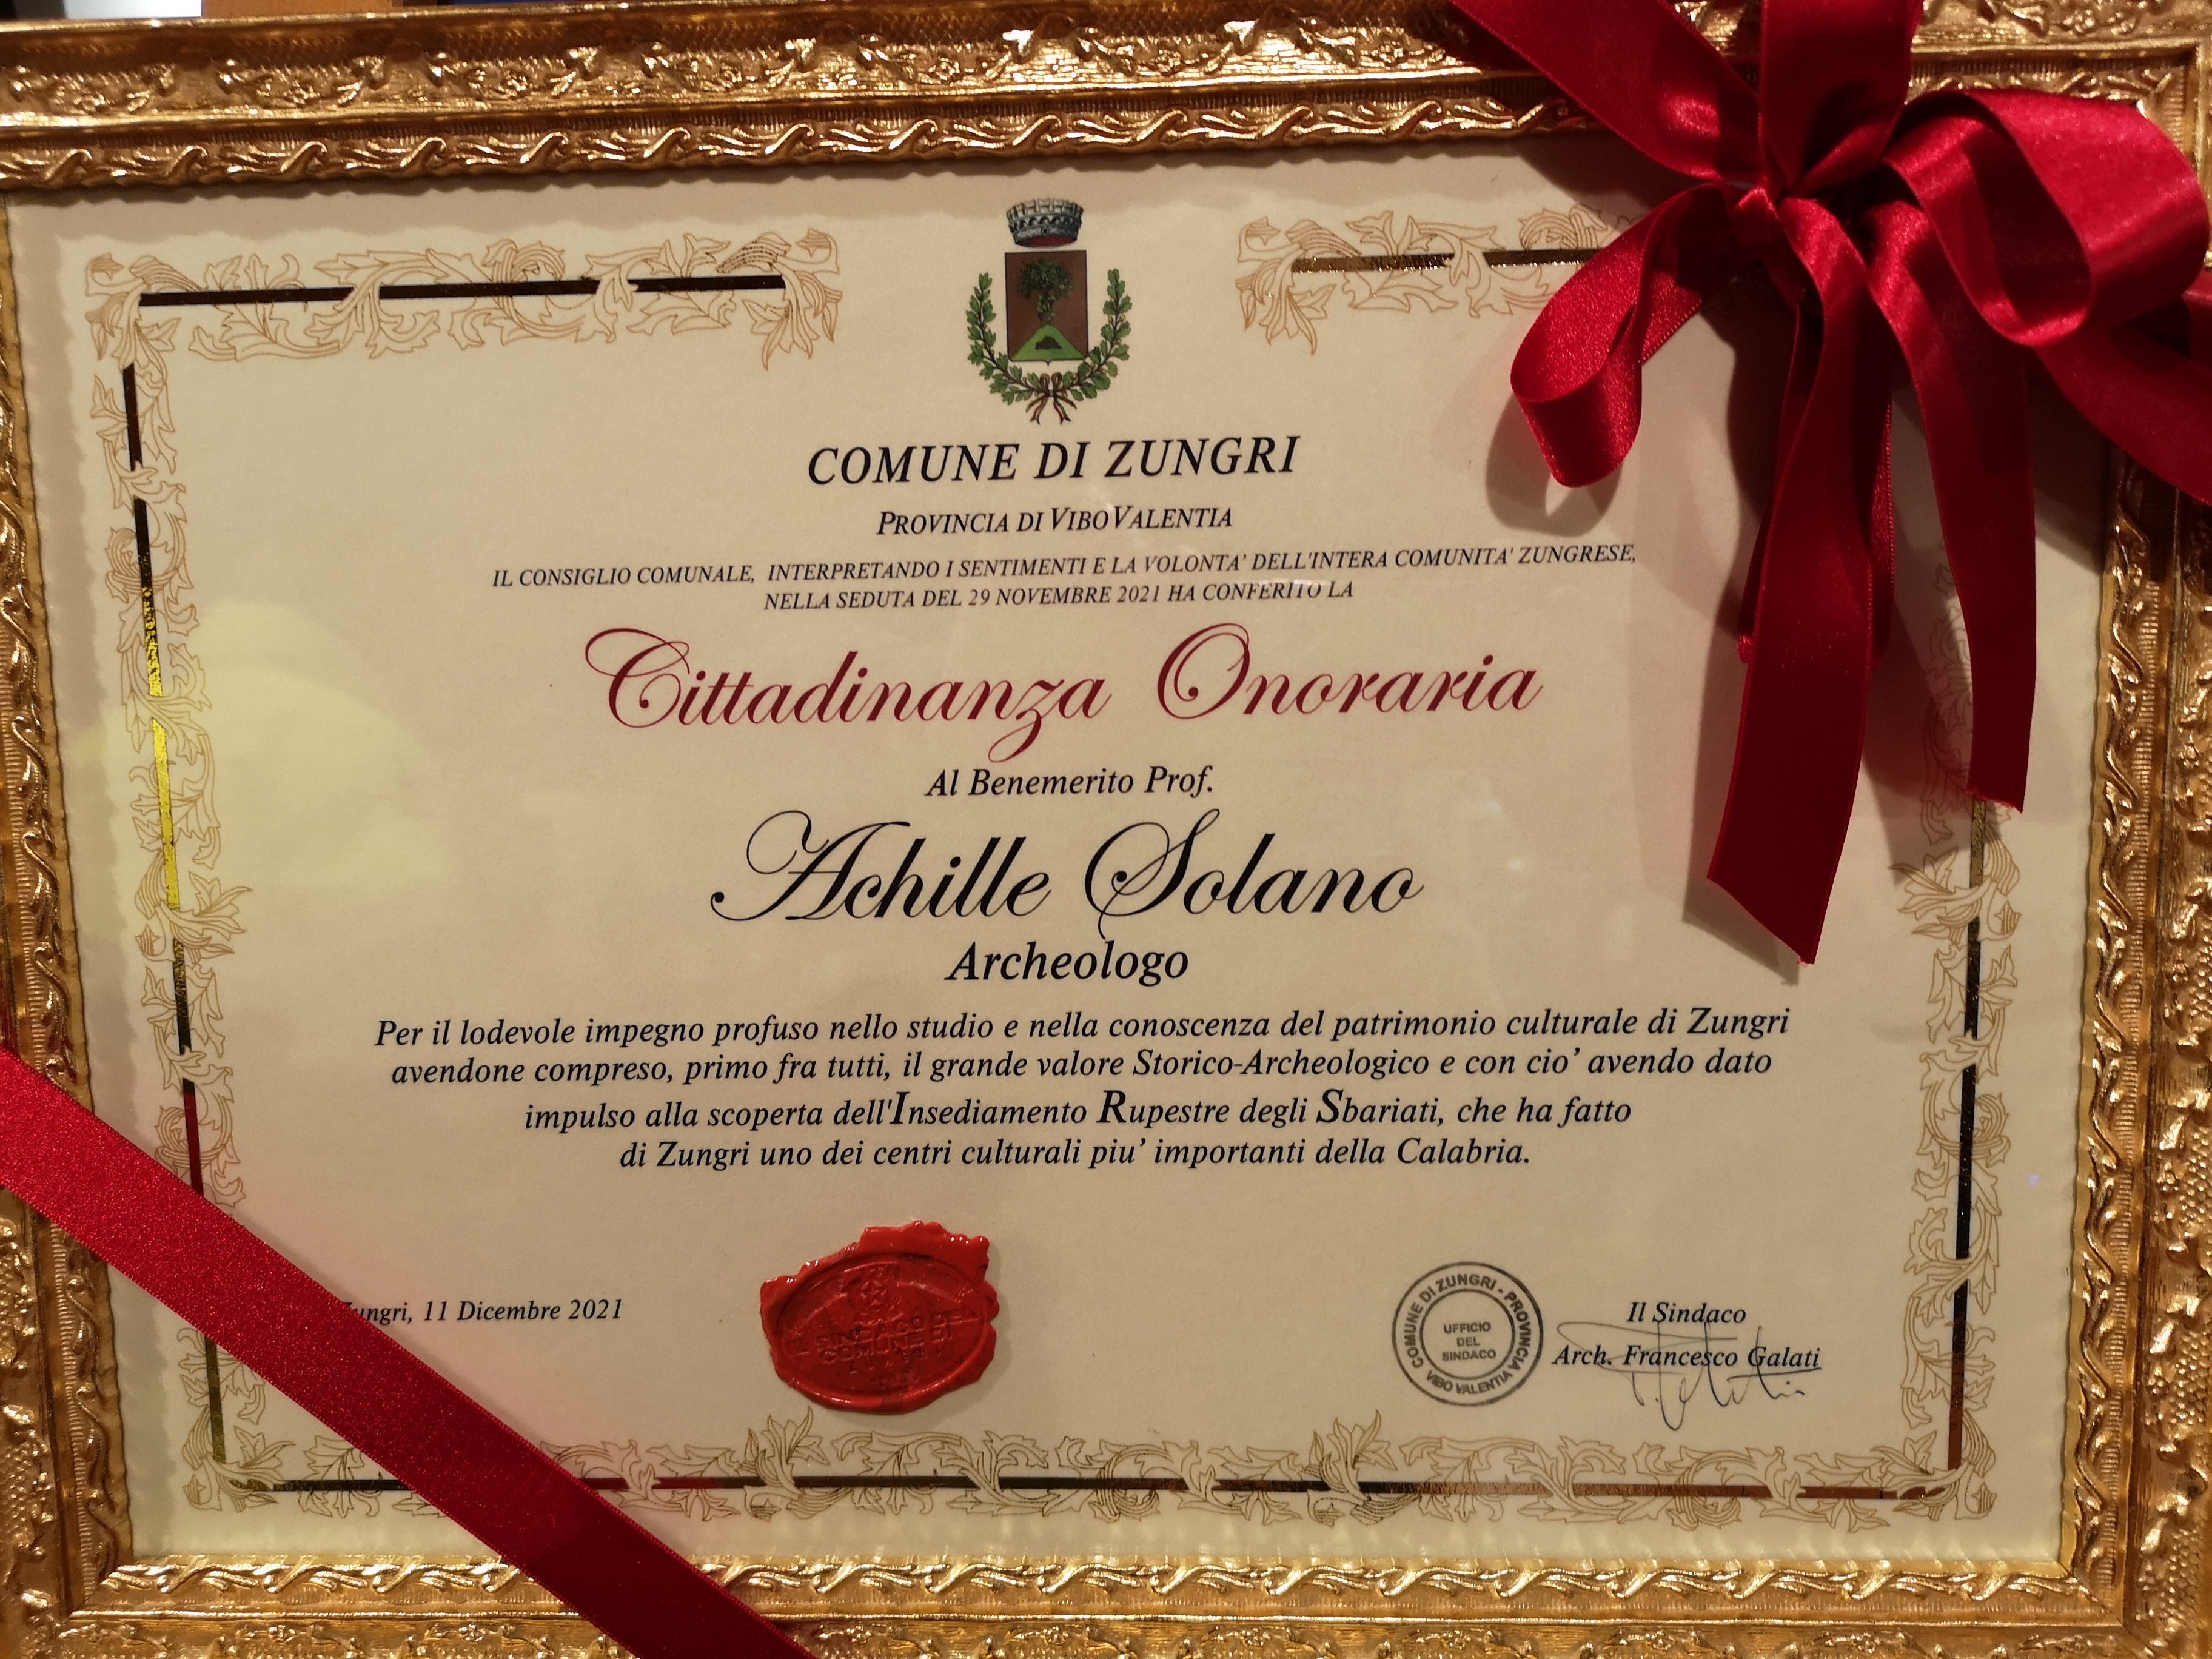 COMUNE DI ZUNGRI
PROVINCIA DI VIBO VALENTIA
IL CONSIGLIO COMUNALE, INTERPRETANDO I SENTIMENTI E LA VOLONTA' DELL'INTERA COMUNITA' ZUNGRESE,
NELLA SEDUTA DEL 29 NOVEMBRE 2021 HA CONFERITO LA
Cittadinanza Onoraria
Al Benemerito Prof.
Achille Solano
Archeologo
Per il lodevole impegno profuso nello studio e nella conoscenza del patrimonio culturale di Zungri
avendone compreso, primo fra tutti, il grande valore Storico-Archeologico e con cio' avendo dato
impulso alla scoperta dell'Insediamento Rupestre degli Sbariati, che ha fatto
di Zungri uno dei centri culturali piu' importanti della Calabria.
Zungri, 11 Dicembre 2021
SINDACO DEL
COMUNE DI
COMUNE DI ZUNGRI - PROVINCIA VIBO VALENTIA
UFFICIO
DEL
SINDACO
Il Sindaco
Arch. Francesco Galati